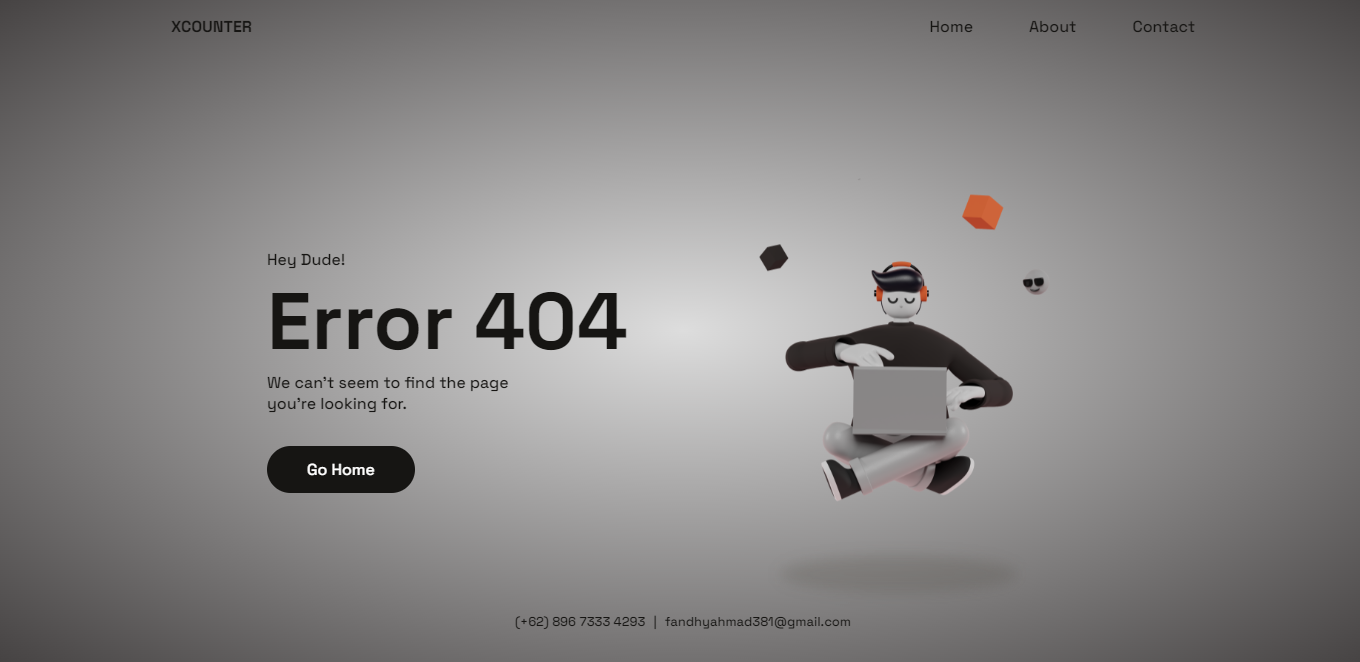 XCOUNTER
Home
About
Contact
Hey Dude!
Error 404
We can't seem to find the page
you're looking for.
Go Home
(+62) 896 7333 4293 | fandhyahmad381@gmail.com